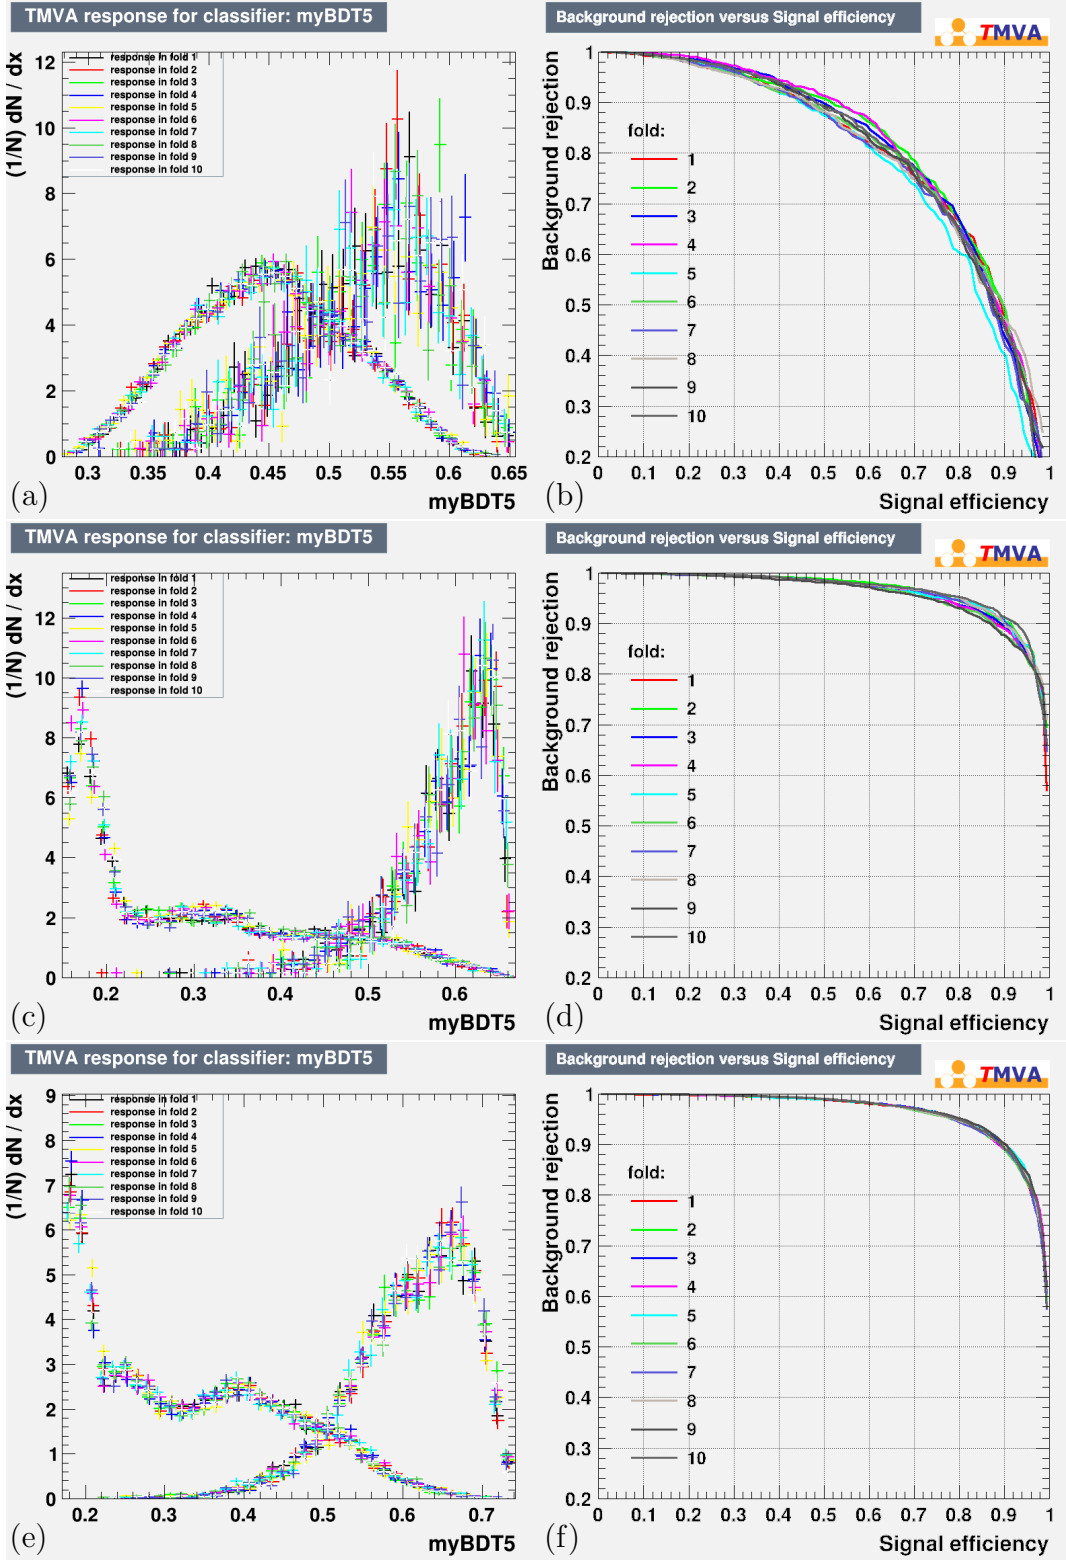 TMVA response for classifier: myBDT5
(1/N) dN / dx
response in fold 1
response in fold 2
response in fold 3
response in fold 4
response in fold 5
response in fold 6
response in fold 7
response in fold 8
response in fold 9
response in fold 10
12
10
8
6
4
2
0
0.3 0.35 0.4 0.45 0.5 0.55 0.6 0.65
myBDT5
(a)
Background rejection versus Signal efficiency
TMVA
Background rejection
1
0.9
0.8
0.7
0.6
0.5
0.4
0.3
0.2
fold:
1
2
3
4
5
6
7
8
9
10
0 0.1 0.2 0.3 0.4 0.5 0.6 0.7 0.8 0.9 1
Signal efficiency
(b)
TMVA response for classifier: myBDT5
(1/N) dN / dx
response in fold 1
response in fold 2
response in fold 3
response in fold 4
response in fold 5
response in fold 6
response in fold 7
response in fold 8
response in fold 9
response in fold 10
12
10
8
6
4
2
0
0.2 0.3 0.4 0.5 0.6
myBDT5
(c)
Background rejection versus Signal efficiency
TMVA
Background rejection
1
0.9
0.8
0.7
0.6
0.5
0.4
0.3
0.2
fold:
1
2
3
4
5
6
7
8
9
10
0 0.1 0.2 0.3 0.4 0.5 0.6 0.7 0.8 0.9 1
Signal efficiency
(d)
TMVA response for classifier: myBDT5
(1/N) dN / dx
response in fold 1
response in fold 2
response in fold 3
response in fold 4
response in fold 5
response in fold 6
response in fold 7
response in fold 8
response in fold 9
response in fold 10
9
8
7
6
5
4
3
2
1
0
0.2 0.3 0.4 0.5 0.6 0.7
myBDT5
(e)
Background rejection versus Signal efficiency
TMVA
Background rejection
1
0.9
0.8
0.7
0.6
0.5
0.4
0.3
0.2
fold:
1
2
3
4
5
6
7
8
9
10
0 0.1 0.2 0.3 0.4 0.5 0.6 0.7 0.8 0.9 1
Signal efficiency
(f)